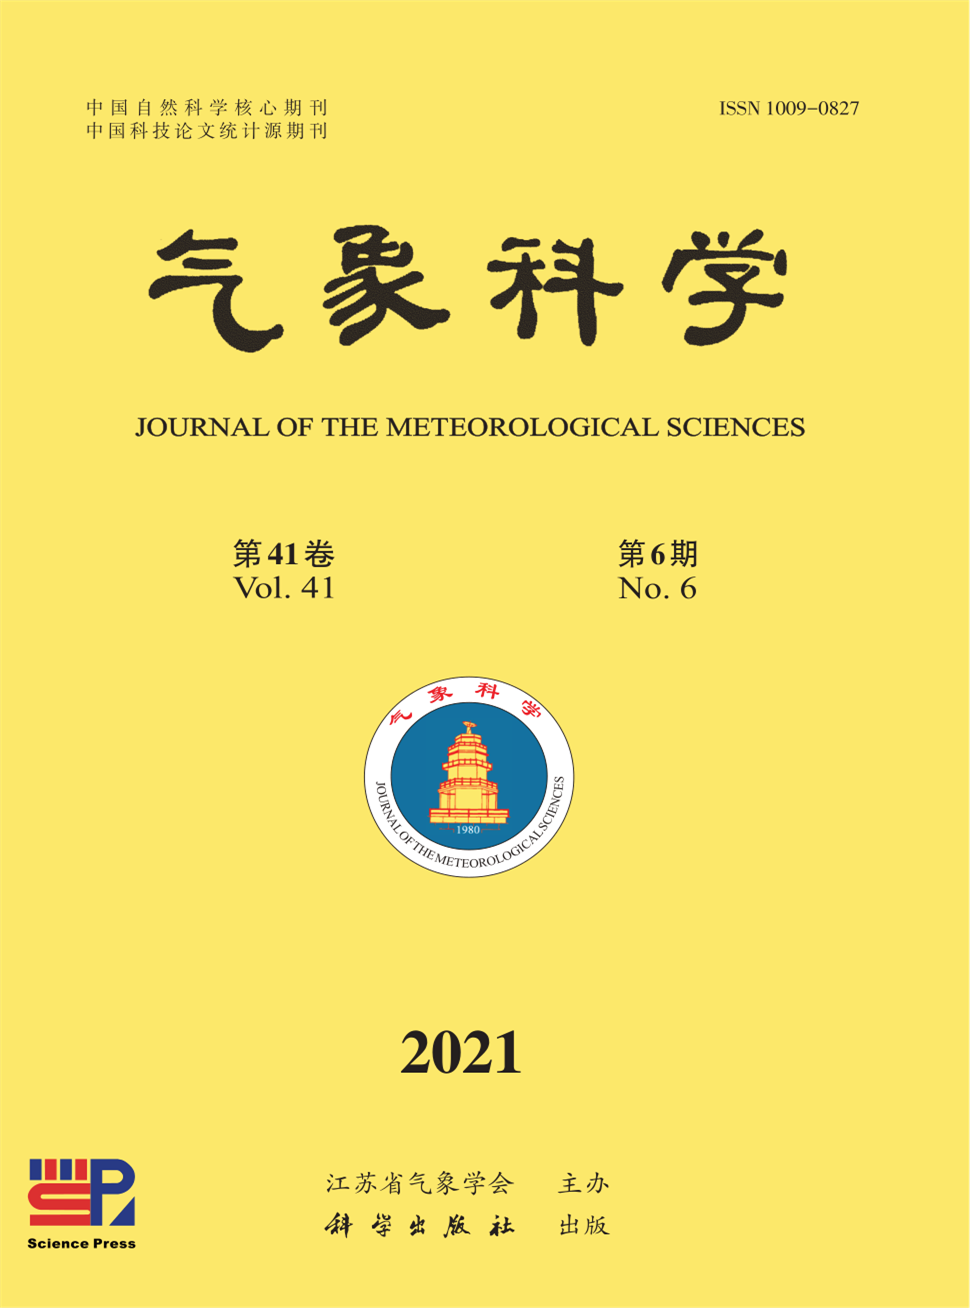 中国自然科学核心期刊
中国科技论文统计源期刊
ISSN 1009-0827
气象科学
JOURNAL OF THE METEOROLOGICAL SCIENCES
第41卷
Vol. 41
第6期
No. 6
气象科学
1980
JOURNAL OF THE METEOROLOGICAL SCIENCES
2021
江苏省气象学会 主办
科学出版社 出版
SP
Science Press